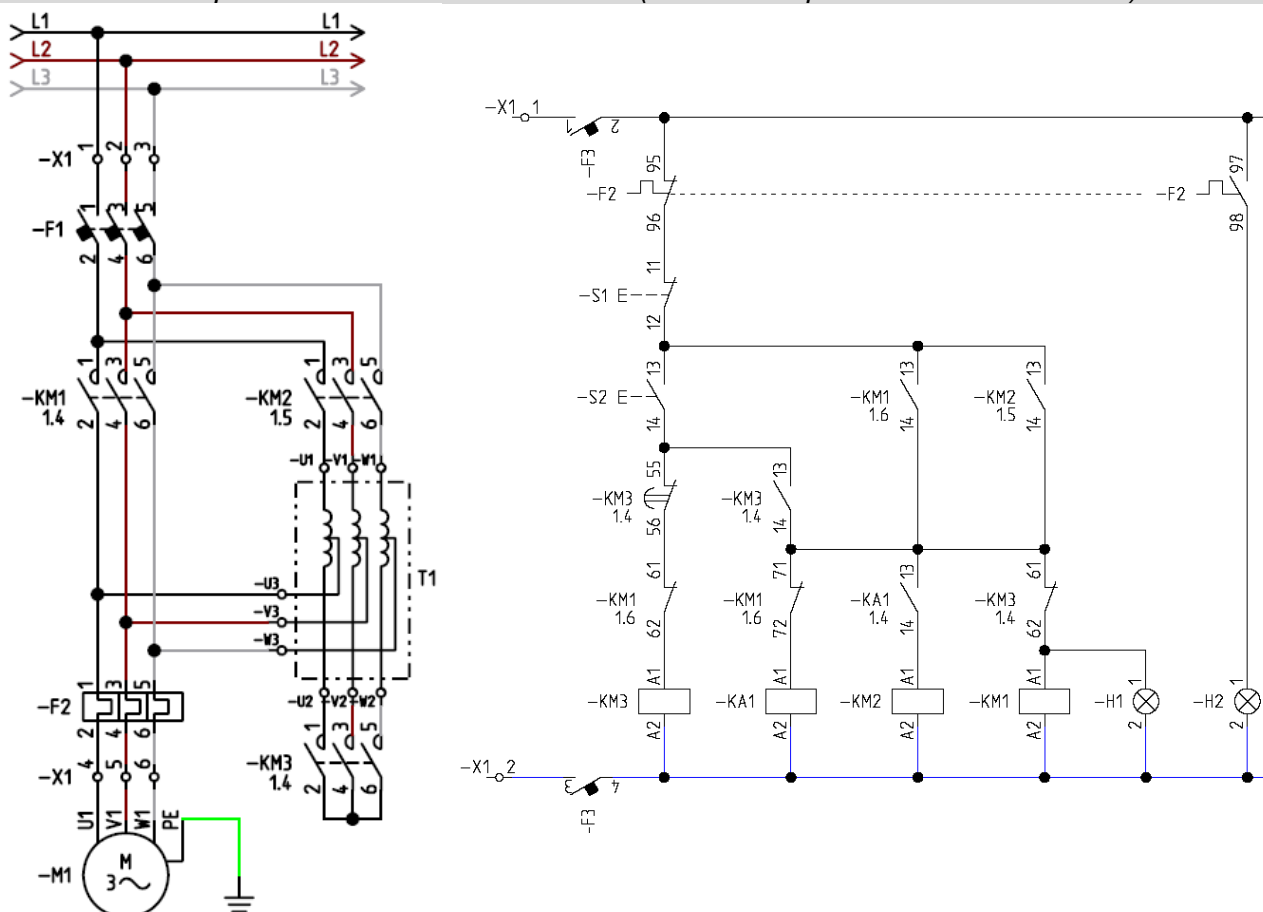 L1 L1
L2 L2
L3 L3
-X1 1 2 3
-F1 1 3 5
2 4 6
-KM1 1.4 1 3 5
2 4 6
-KM2 1.5 1 3 5
2 4 6
-U1 -V1 -W1
T1
-U3
-V3
-W3
-U2 -V2 -W2
-F2 1 3 5
2 4 6
-KM3 1.4 1 3 5
2 4 6
-X1 4 5 6
U1 V1 W1 PE
-M1 M 3
-X1 1
1 2
-F3
-F2 95 96
-F2 97 98
-S1 E 11 12
-S2 E 13 14
-KM1 1.6 13 14
-KM2 1.5 13 14
-KM3 1.4 55 56
-KM3 1.4 13 14
-KM1 1.6 61 62
-KM1 1.6 71 72
-KA1 1.4 13 14
-KM3 1.4 61 62
-KM3 A1 A2
-KA1 A1 A2
-KM2 A1 A2
-KM1 A1 A2
-H1 1 2
-H2 1 2
-X1 2
3 4
-F3